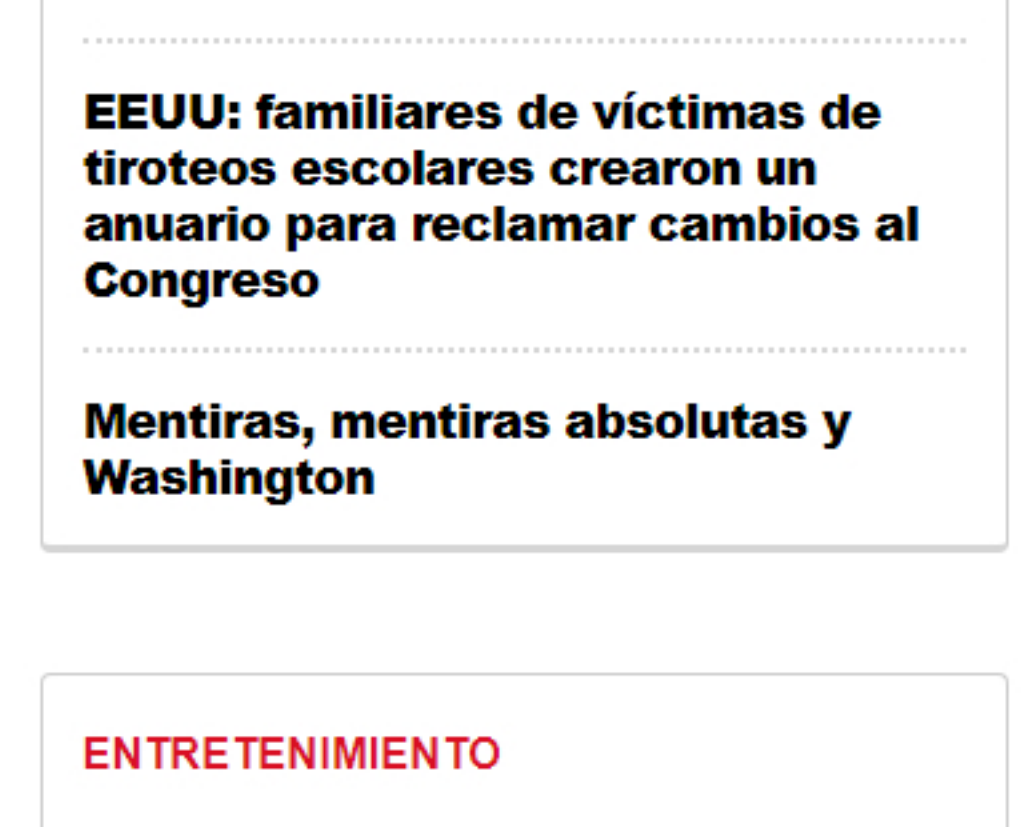 EEUU: familiares de víctimas de
tiroteos escolares crearon un
anuario para reclamar cambios al
Congreso
Mentiras, mentiras absolutas y
Washington
ENTRETENIMIENTO